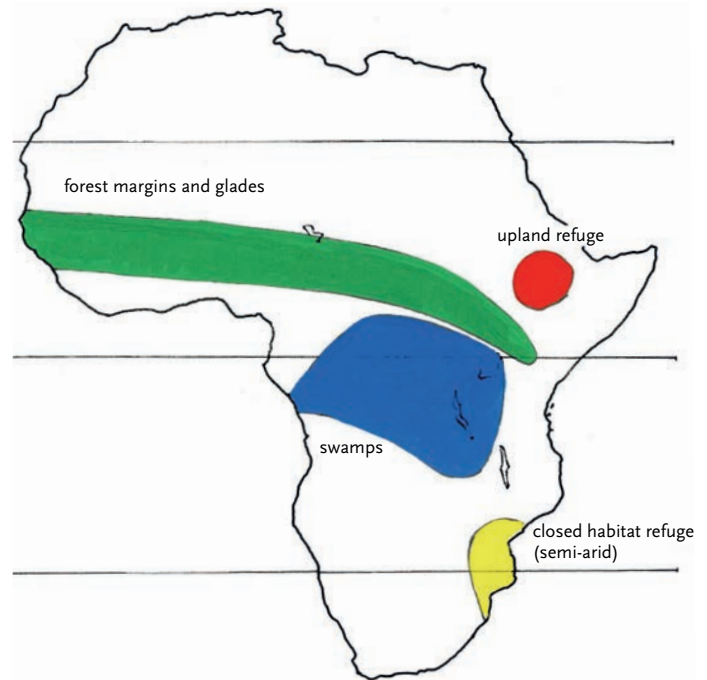 forest margins and glades
upland refuge
swamps
closed habitat refuge
(semi-arid)